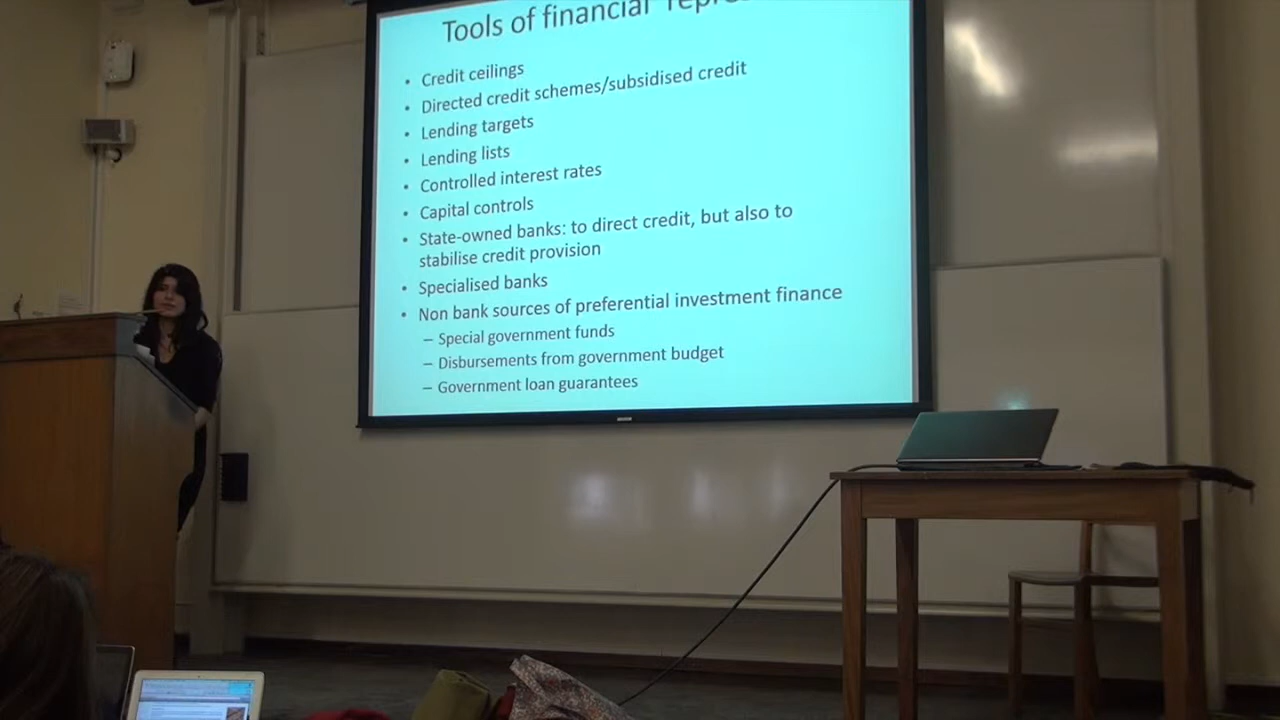 Tools of financial
• Credit ceilings
• Directed credit schemes/subsidised credit
• Lending targets
• Lending lists
• Controlled interest rates
• Capital controls
• State-owned banks: to direct credit, but also to
stabilise credit provision
• Specialised banks
• Non bank sources of preferential investment finance
– Special government funds
– Disbursements from government budget
– Government loan guarantees